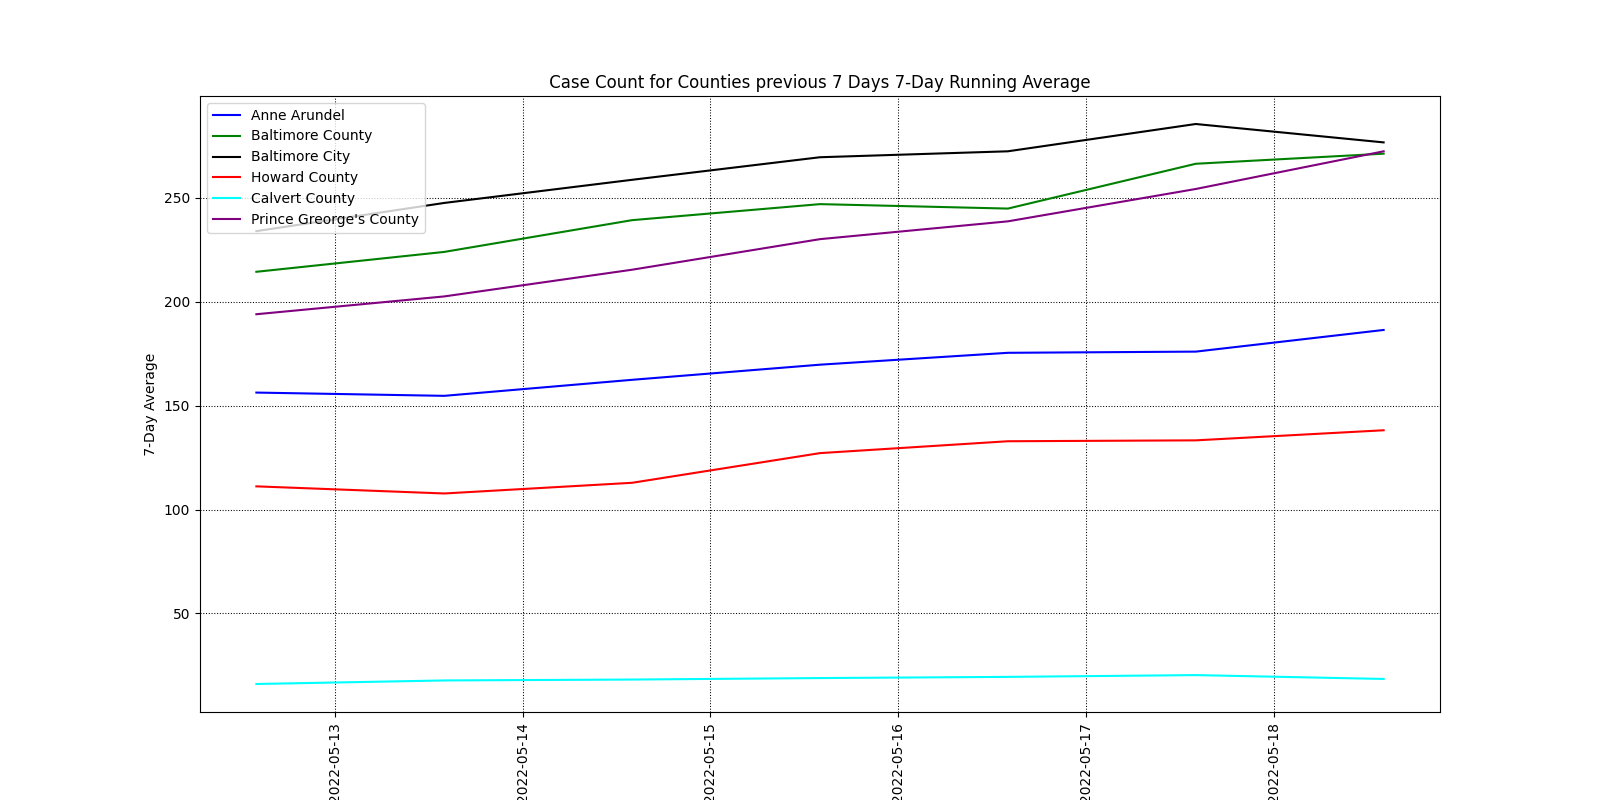 Case Count for Counties previous 7 Days 7-Day Running Average
Anne Arundel
Baltimore County
Baltimore City
Howard County
Calvert County
Prince Greorge's County
7-Day Average
250
200
150
100
50
2022-05-13
2022-05-14
2022-05-15
2022-05-16
2022-05-17
2022-05-18